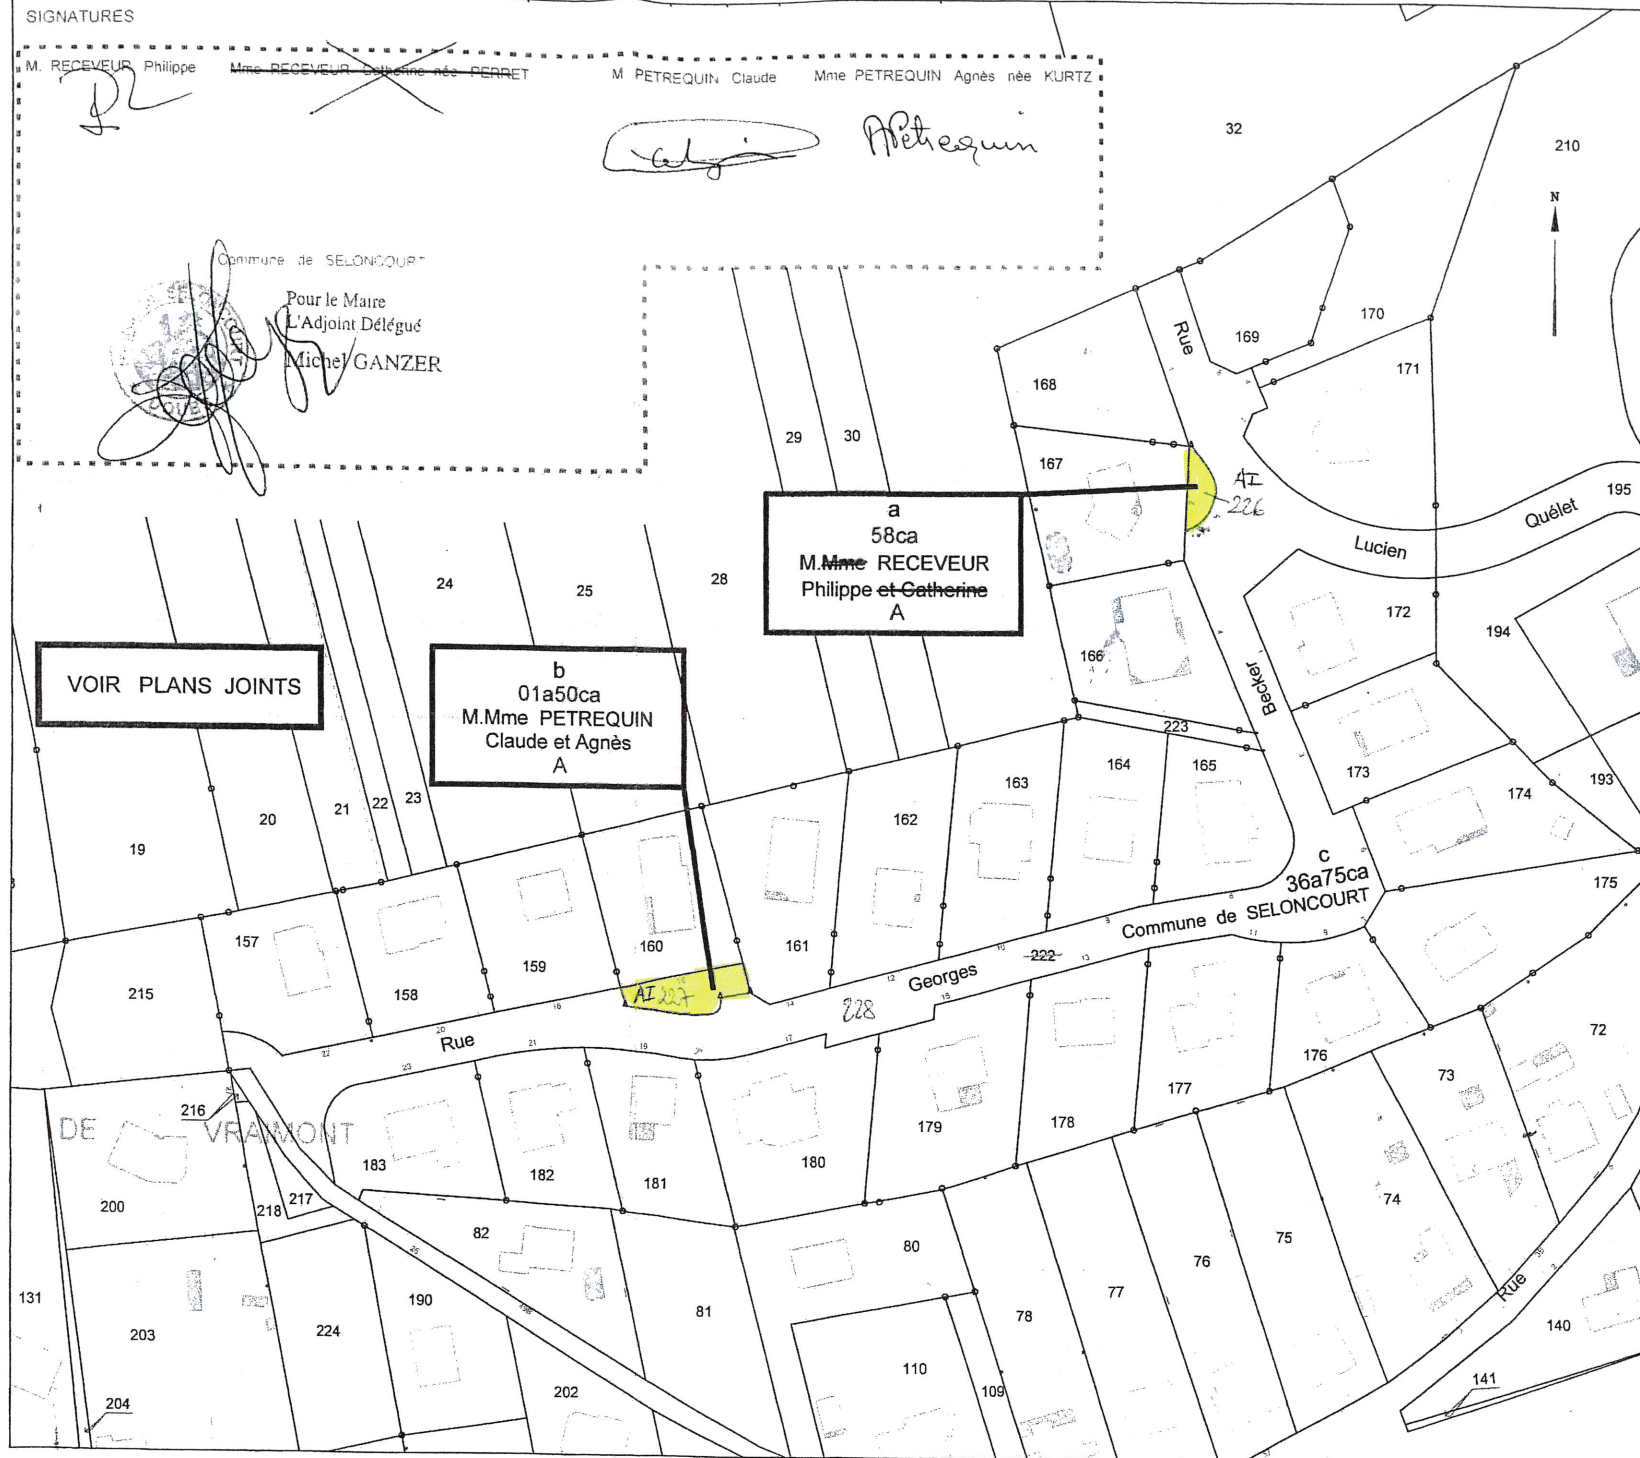 SIGNATURES
M. RECEVEUR Philippe
Mme RECEVEUR Catherine née PERRET
M PETREQUIN Claude
Mme PETREQUIN Agnès née KURTZ
APetrequin
Commune de SELONCOURT
Pour le Maire
L'Adjoint Délégué
Michel GANZER
DOUBS
32
210
N
Rue
169
170
168
171
29
30
167
AI
226
195
Quélet
Lucien
a
58ca
M.Mme RECEVEUR
Philippe et Catherine
A
24
25
28
172
194
166
Becker
VOIR PLANS JOINTS
b
01a50ca
M.Mme PETREQUIN
Claude et Agnès
A
223
163
164
165
173
193
174
19
20
21
22
23
162
c
36a75ca
Commune de SELONCOURT
175
157
158
159
160
161
222
Georges
215
AI 227
228
Rue
72
176
73
177
216
DE VRAIMONT
178
179
183
182
181
180
200
218
217
74
82
80
75
76
131
190
81
77
78
Rue
203
224
140
110
109
202
204
141